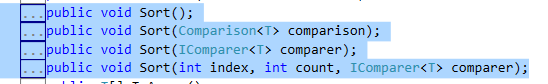 ...public void Sort();
...public void Sort(Comparison<T> comparison);
...public void Sort(IComparer<T> comparer);
...public void Sort(int index, int count, IComparer<T> comparer);